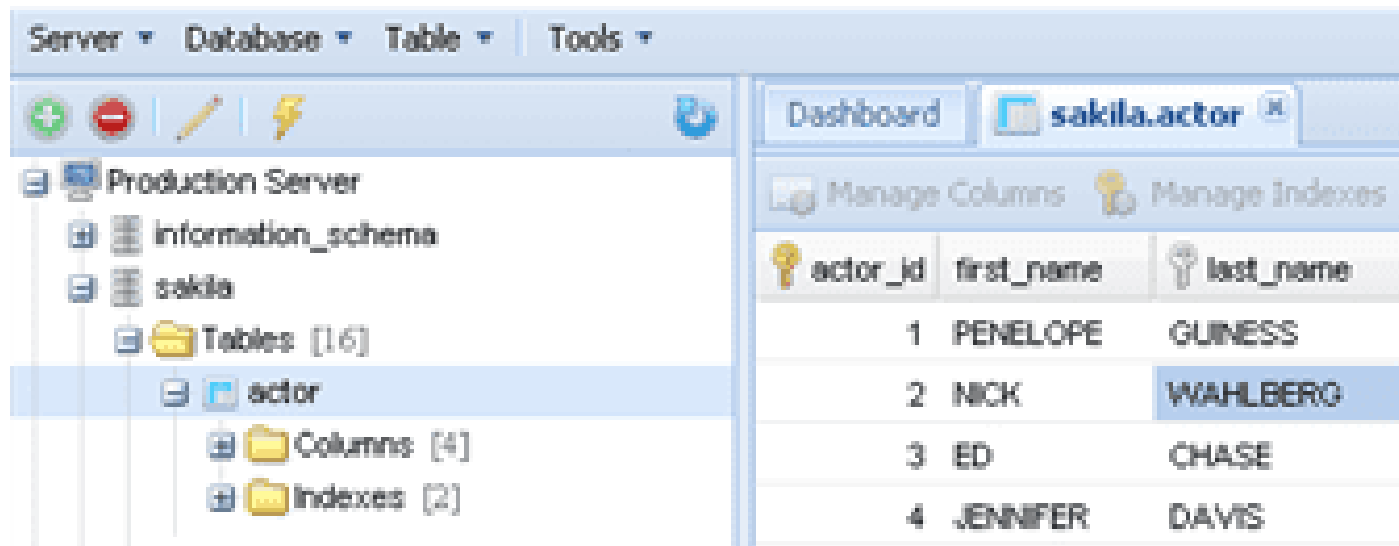 Server Database Table Tools
Dashboard sakila.actor
Manage Columns Manage Indexes
Production Server
information_schema
sakila
Tables [16]
actor
Columns [4]
Indexes [2]
actor_id first_name last_name
1 PENELOPE GUINESS
2 NICK WAHLBERG
3 ED CHASE
4 JENNIFER DAVIS